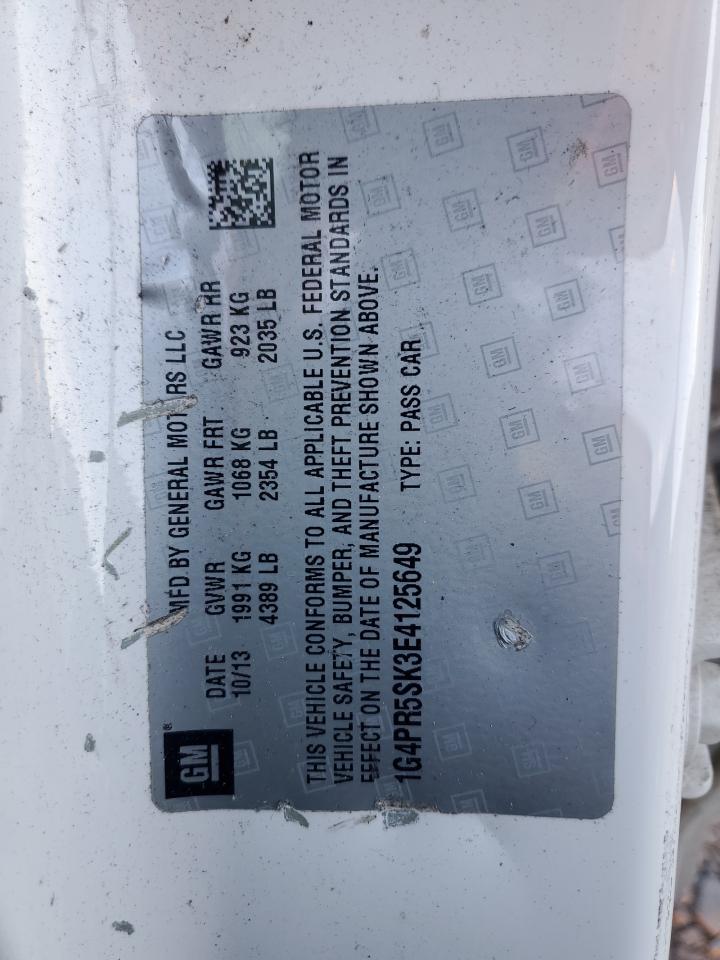 GM®
MFD BY GENERAL MOTORS LLC
DATE GVWR GAWR FRT GAWR RR
10/13 1991 KG 1068 KG 923 KG
4389 LB 2354 LB 2035 LB
THIS VEHICLE CONFORMS TO ALL APPLICABLE U.S. FEDERAL MOTOR
VEHICLE SAFETY, BUMPER, AND THEFT PREVENTION STANDARDS IN
EFFECT ON THE DATE OF MANUFACTURE SHOWN ABOVE.
1G4PR5SK3E4125649 TYPE: PASS CAR